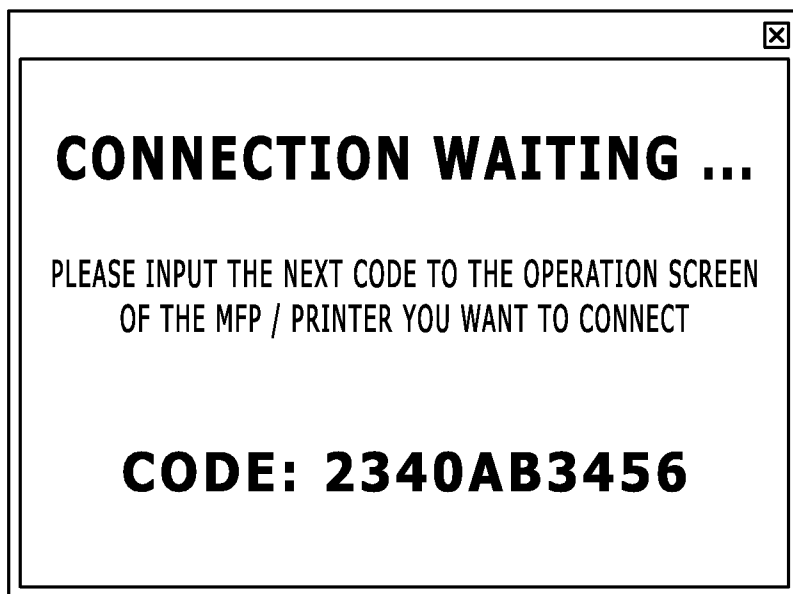 CONNECTION WAITING ...
PLEASE INPUT THE NEXT CODE TO THE OPERATION SCREEN
OF THE MFP / PRINTER YOU WANT TO CONNECT
CODE: 2340AB3456